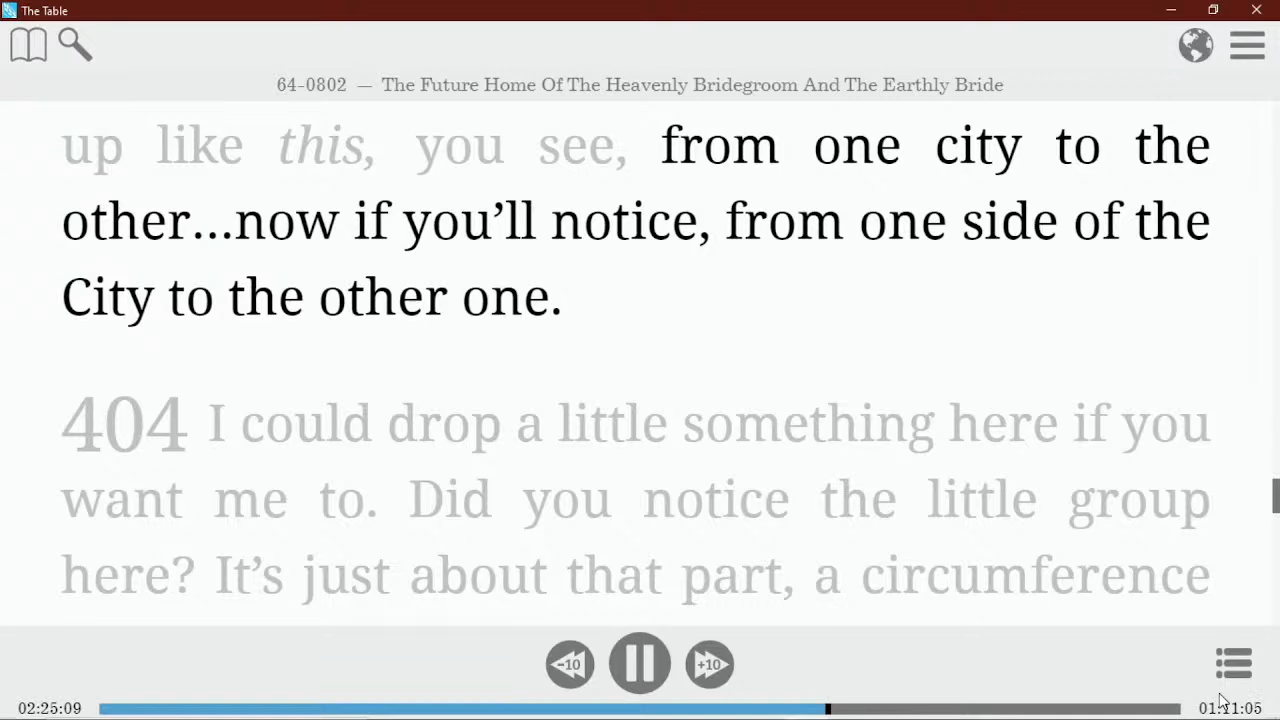 The Table
64-0802 — The Future Home Of The Heavenly Bridegroom And The Earthly Bride
up like this, you see, from one city to the
other…now if you’ll notice, from one side of the
City to the other one.
404 I could drop a little something here if you
want me to. Did you notice the little group
here? It’s just about that part, a circumference
-10 +10
02:25:09